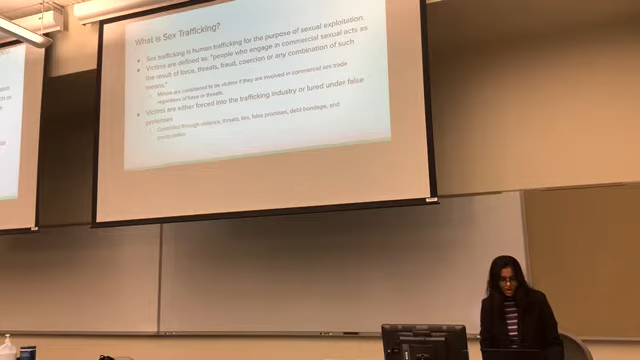 What is Sex Trafficking?
Sex trafficking is human trafficking for the purpose of sexual exploitation.
Victims are defined as: "people who engage in commercial sexual acts as
the result of force, threats, fraud, coercion or any combination of such
means."
Minors are considered to be victims if they are involved in commercial sex trade
regardless of force or threats.
Victims are either forced into the trafficking industry or lured under false
pretenses
Controlled through violence, threats, lies, false promises, debt bondage, and
manipulation